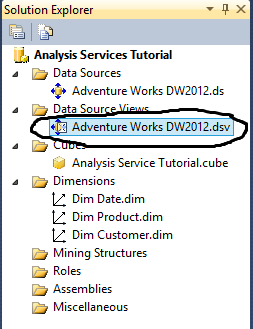 Solution Explorer
Analysis Services Tutorial
Data Sources
Adventure Works DW2012.ds
Data Source Views
Adventure Works DW2012.dsv
Cubes
Analysis Service Tutorial.cube
Dimensions
Dim Date.dim
Dim Product.dim
Dim Customer.dim
Mining Structures
Roles
Assemblies
Miscellaneous